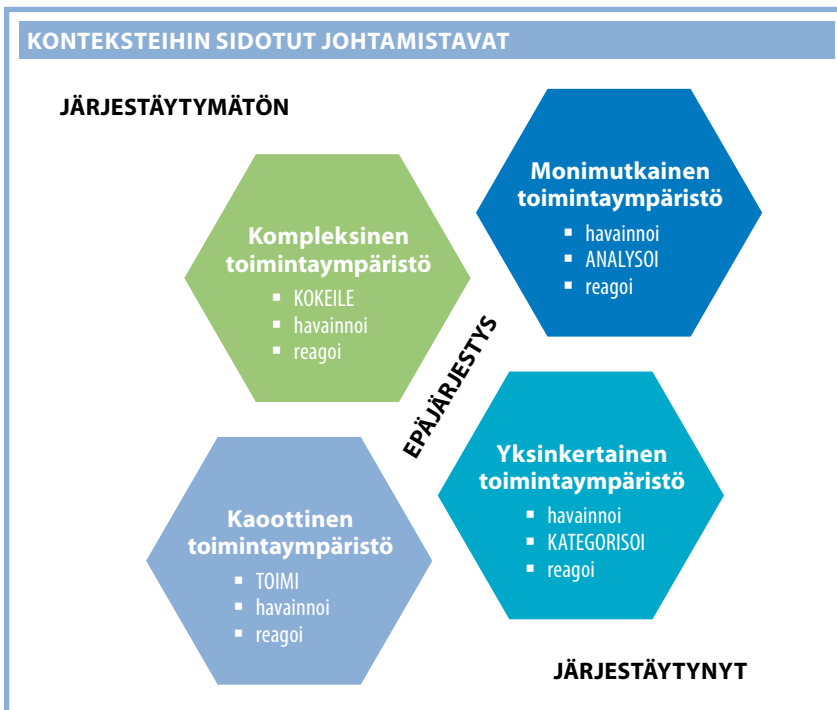 KONTEKSTEIHIN SIDOTUT JOHTAMISTAVAT
JÄRJESTÄYTYMÄTÖN
Monimutkainen
toimintaympäristö
▪ havainnoi
▪ ANALYSOI
▪ reagoi
Kompleksinen
toimintaympäristö
▪ KOKEILE
▪ havainnoi
▪ reagoi
EPÄJÄRJESTYS
Yksinkertainen
toimintaympäristö
▪ havainnoi
▪ KATEGORISOI
▪ reagoi
Kaoottinen
toimintaympäristö
▪ TOIMI
▪ havainnoi
▪ reagoi
JÄRJESTÄYTYNYT